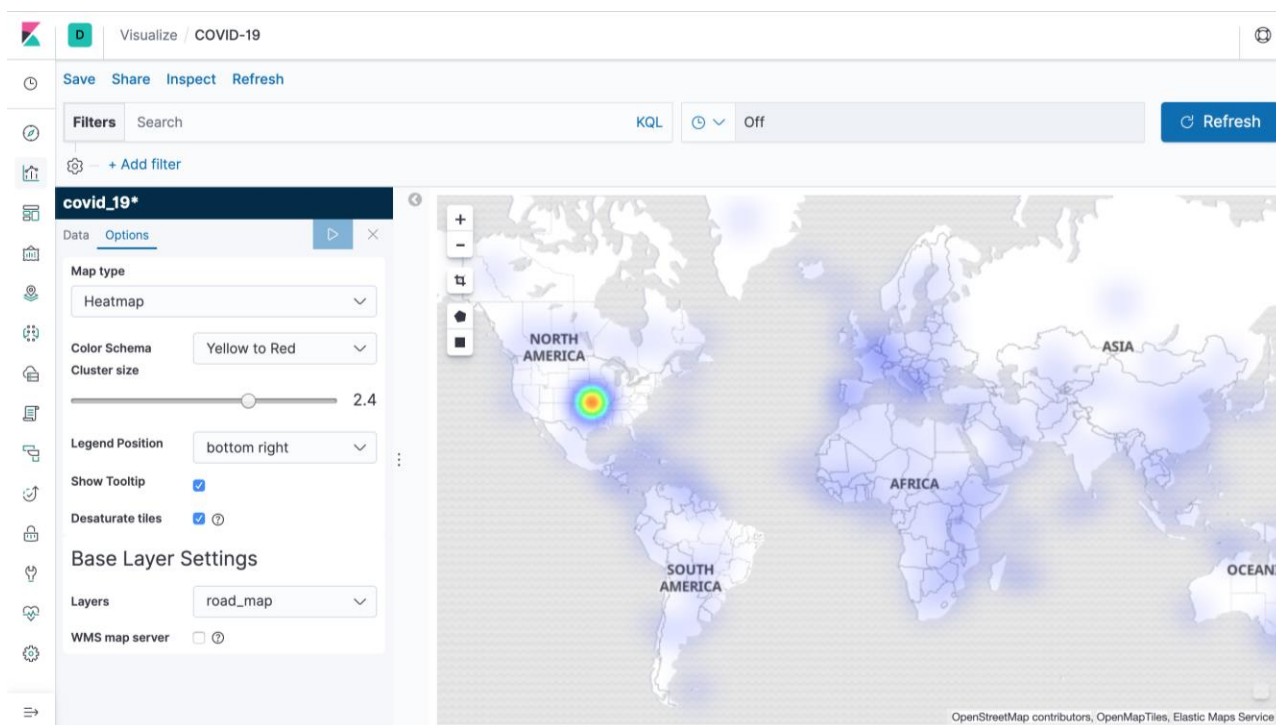 D Visualize / COVID-19
Save Share Inspect Refresh
Filters Search KQL Off Refresh
+ Add filter
covid_19*
Data Options
Map type
Heatmap
Color Schema Yellow to Red
Cluster size
2.4
Legend Position bottom right
Show Tooltip
Desaturate tiles
Base Layer Settings
Layers road_map
WMS map server
NORTH
AMERICA
ASIA
AFRICA
SOUTH
AMERICA
OCEANI
OpenStreetMap contributors, OpenMapTiles, Elastic Maps Service